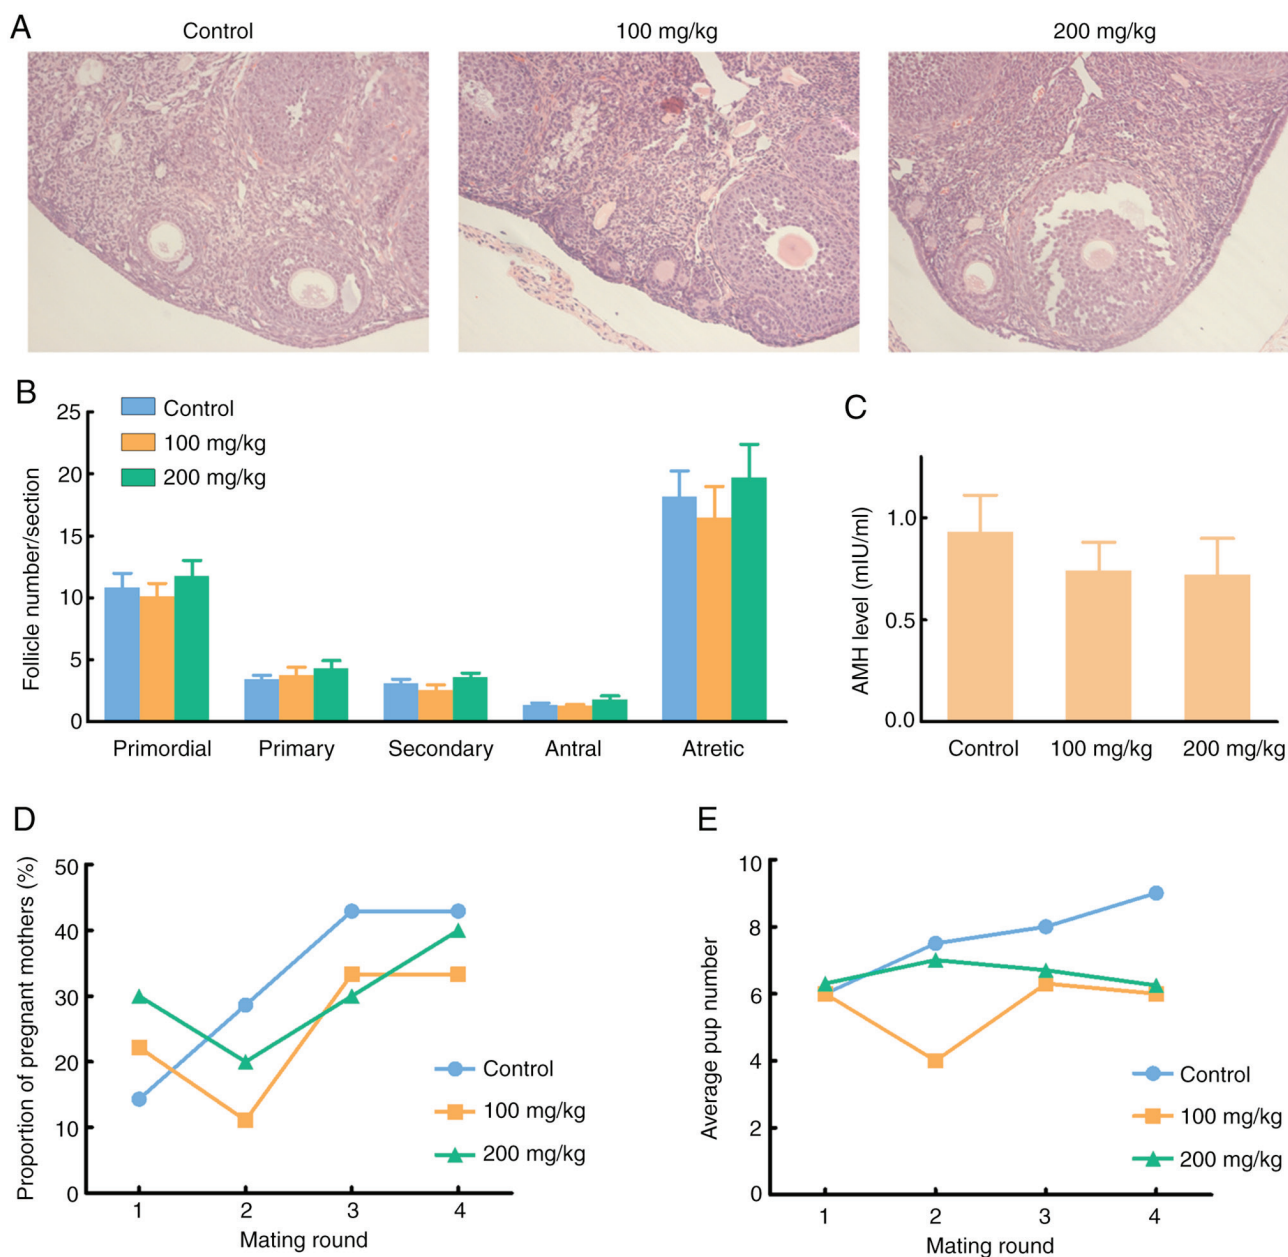 A
Control
100 mg/kg
200 mg/kg
B
Follicle number/section
25
20
15
10
5
0
Control
100 mg/kg
200 mg/kg
Primordial
Primary
Secondary
Antral
Atretic
C
AMH level (mIU/ml)
1.0
0.5
0.0
Control
100 mg/kg
200 mg/kg
D
Proportion of pregnant mothers (%)
50
40
30
20
10
0
1
2
3
4
Mating round
Control
100 mg/kg
200 mg/kg
E
Average pup number
10
8
6
4
2
0
1
2
3
4
Mating round
Control
100 mg/kg
200 mg/kg